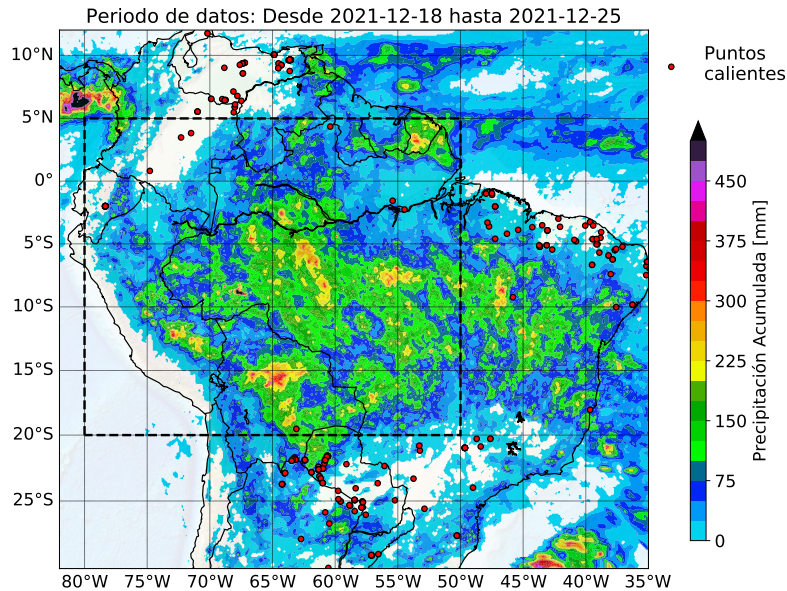 Periodo de datos: Desde 2021-12-18 hasta 2021-12-25
10°N
5°N
0°
5°S
10°S
15°S
20°S
25°S
80°W 75°W 70°W 65°W 60°W 55°W 50°W 45°W 40°W 35°W
Puntos
calientes
450
375
300
225
150
75
0
Precipitación Acumulada [mm]